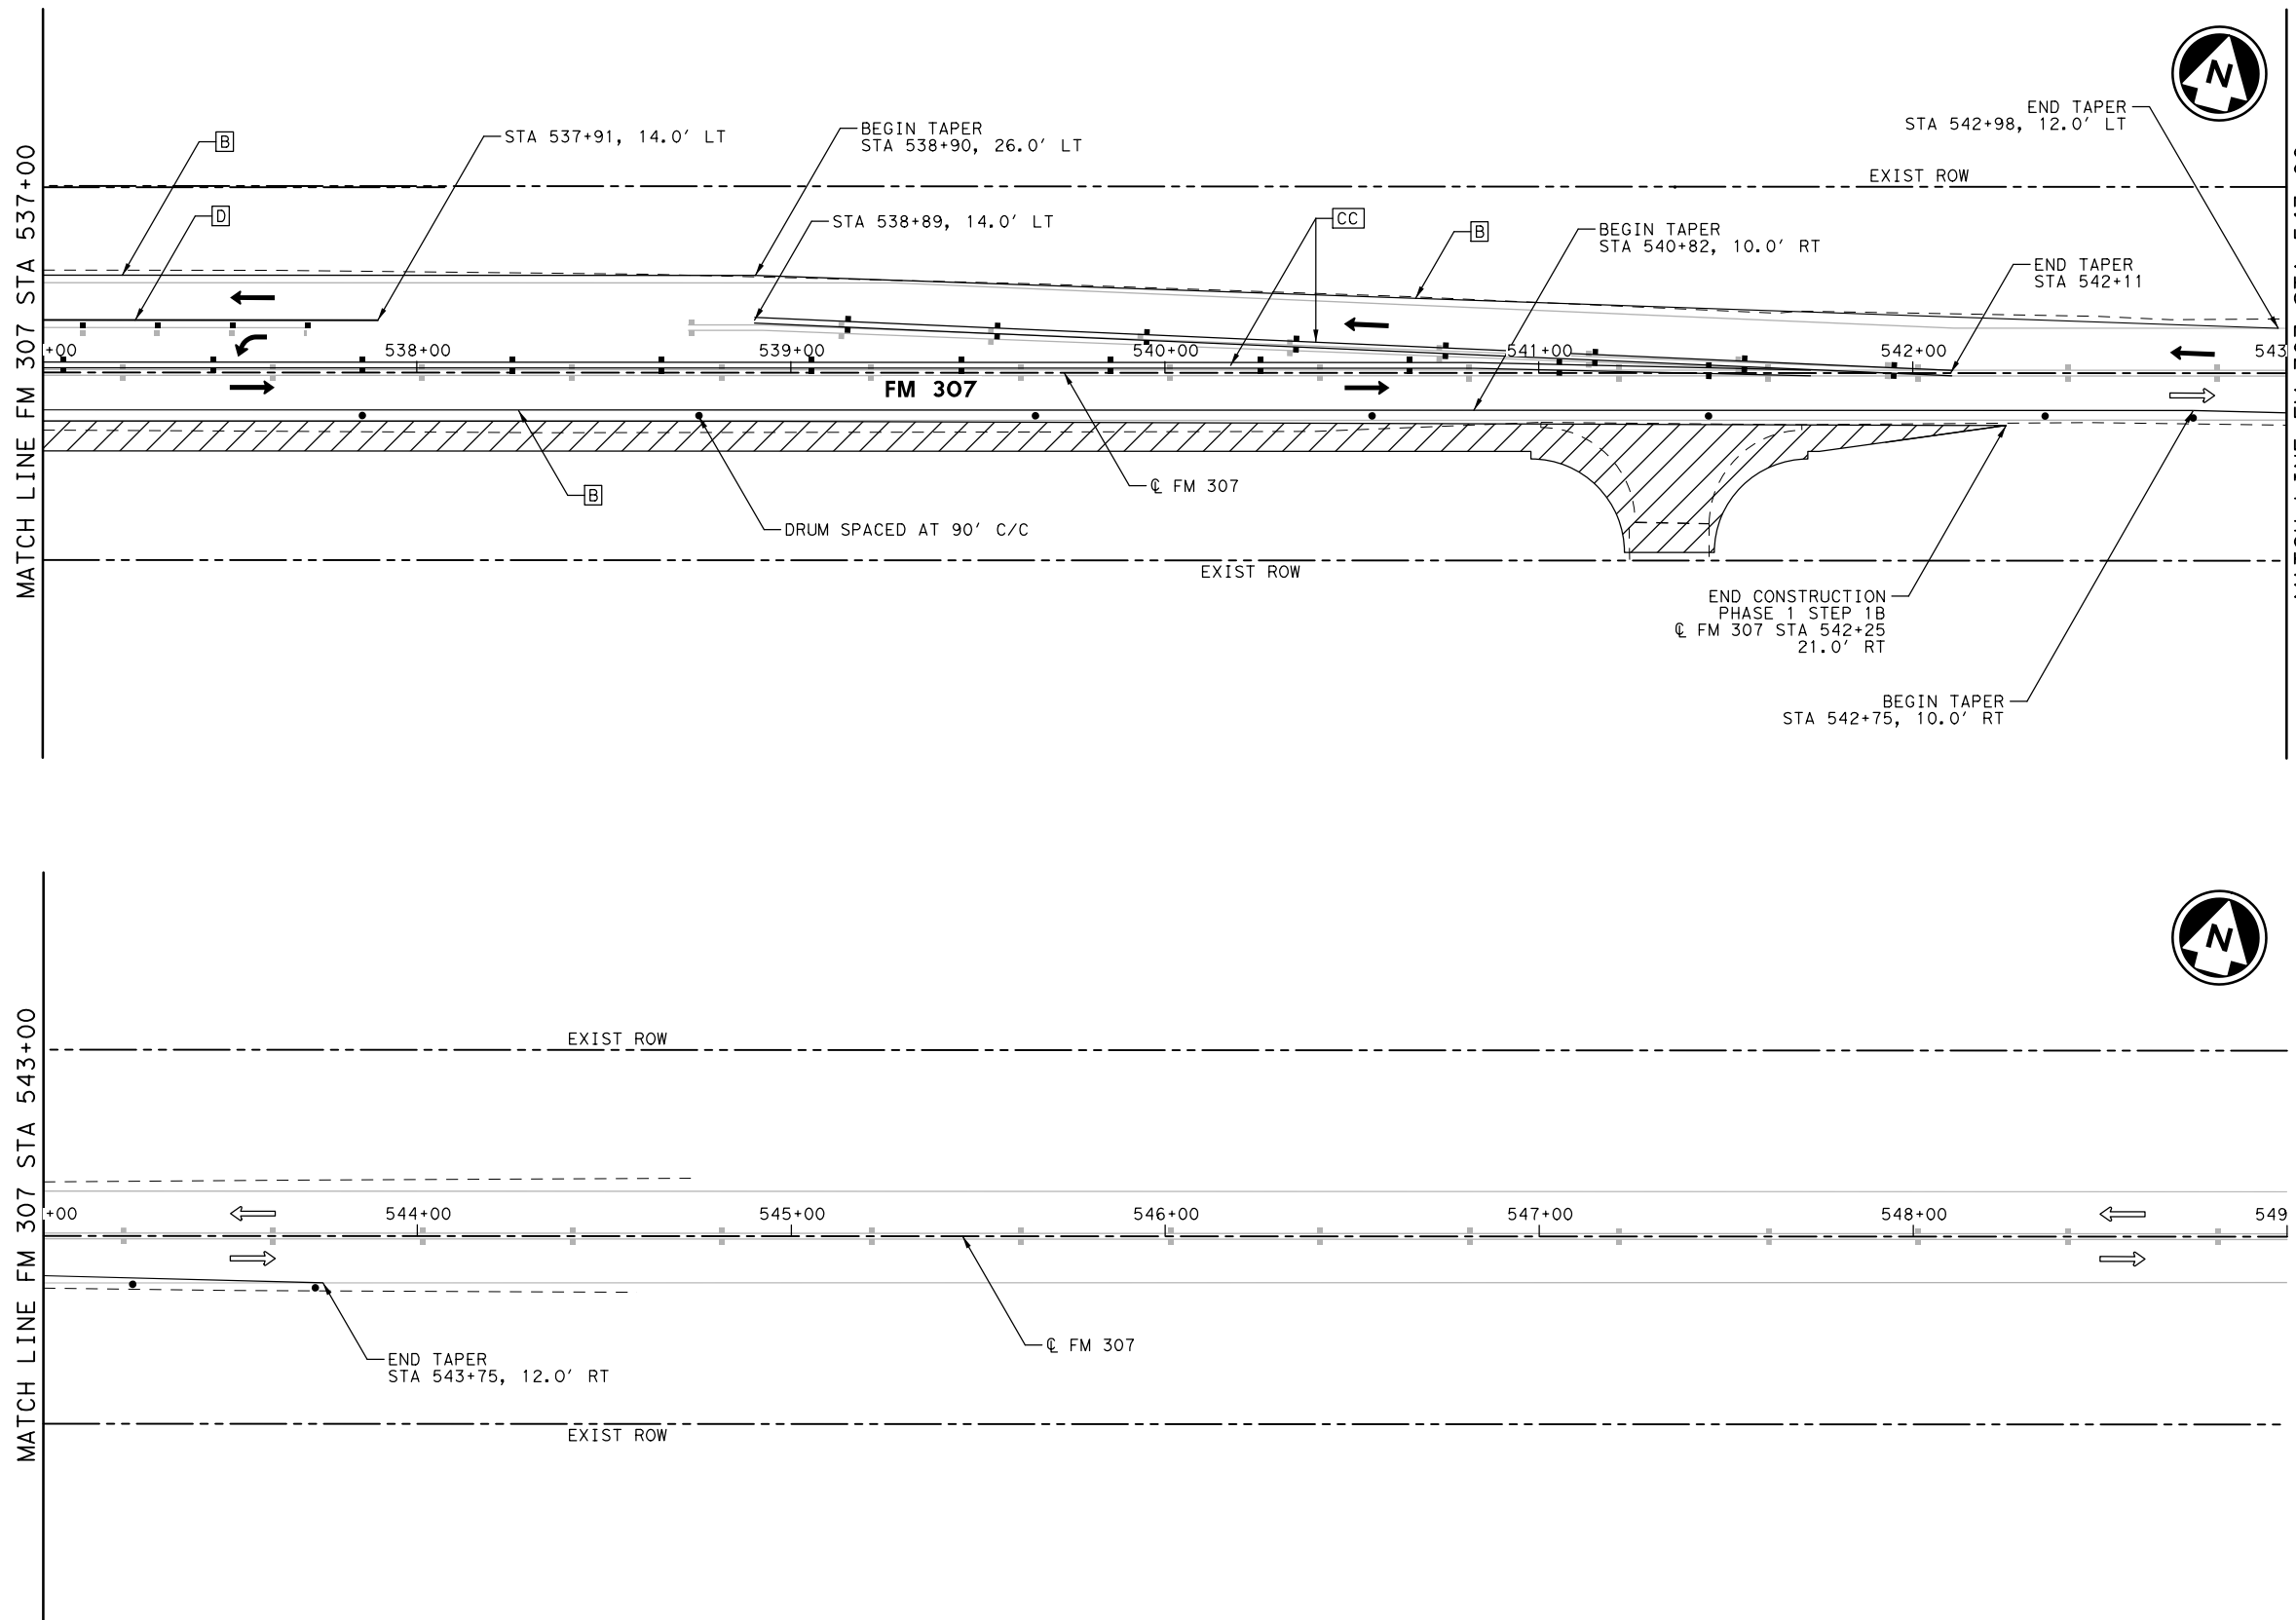 N
END TAPER
STA 542+98, 12.0' LT
BEGIN TAPER
STA 538+90, 26.0' LT
STA 537+91, 14.0' LT
B
EXIST ROW
D
STA 538+89, 14.0' LT
CC
B
BEGIN TAPER
STA 540+82, 10.0' RT
END TAPER
STA 542+11
MATCH LINE FM 307 STA 537+00
+00
538+00
539+00
540+00
541+00
542+00
543
FM 307
B
₵ FM 307
DRUM SPACED AT 90' C/C
EXIST ROW
END CONSTRUCTION
PHASE 1 STEP 1B
₵ FM 307 STA 542+25
21.0' RT
BEGIN TAPER
STA 542+75, 10.0' RT
N
MATCH LINE FM 307 STA 543+00
EXIST ROW
+00
544+00
545+00
546+00
547+00
548+00
549
₵ FM 307
END TAPER
STA 543+75, 12.0' RT
EXIST ROW